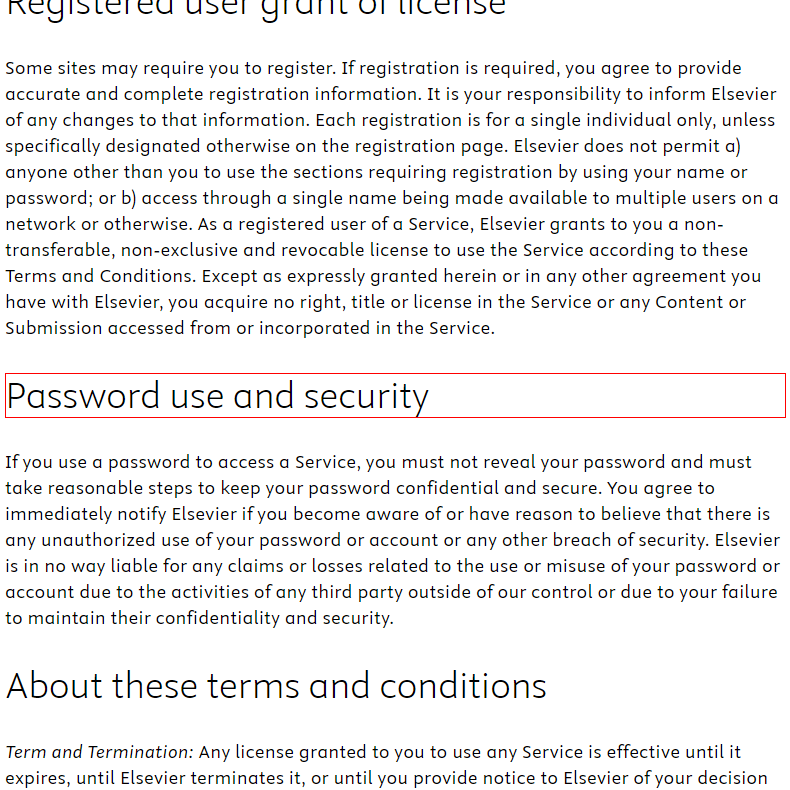 Registered user grant of license
Some sites may require you to register. If registration is required, you agree to provide
accurate and complete registration information. It is your responsibility to inform Elsevier
of any changes to that information. Each registration is for a single individual only, unless
specifically designated otherwise on the registration page. Elsevier does not permit a)
anyone other than you to use the sections requiring registration by using your name or
password; or b) access through a single name being made available to multiple users on a
network or otherwise. As a registered user of a Service, Elsevier grants to you a non-
transferable, non-exclusive and revocable license to use the Service according to these
Terms and Conditions. Except as expressly granted herein or in any other agreement you
have with Elsevier, you acquire no right, title or license in the Service or any Content or
Submission accessed from or incorporated in the Service.
Password use and security
If you use a password to access a Service, you must not reveal your password and must
take reasonable steps to keep your password confidential and secure. You agree to
immediately notify Elsevier if you become aware of or have reason to believe that there is
any unauthorized use of your password or account or any other breach of security. Elsevier
is in no way liable for any claims or losses related to the use or misuse of your password or
account due to the activities of any third party outside of our control or due to your failure
to maintain their confidentiality and security.
About these terms and conditions
Term and Termination: Any license granted to you to use any Service is effective until it
expires, until Elsevier terminates it, or until you provide notice to Elsevier of your decision